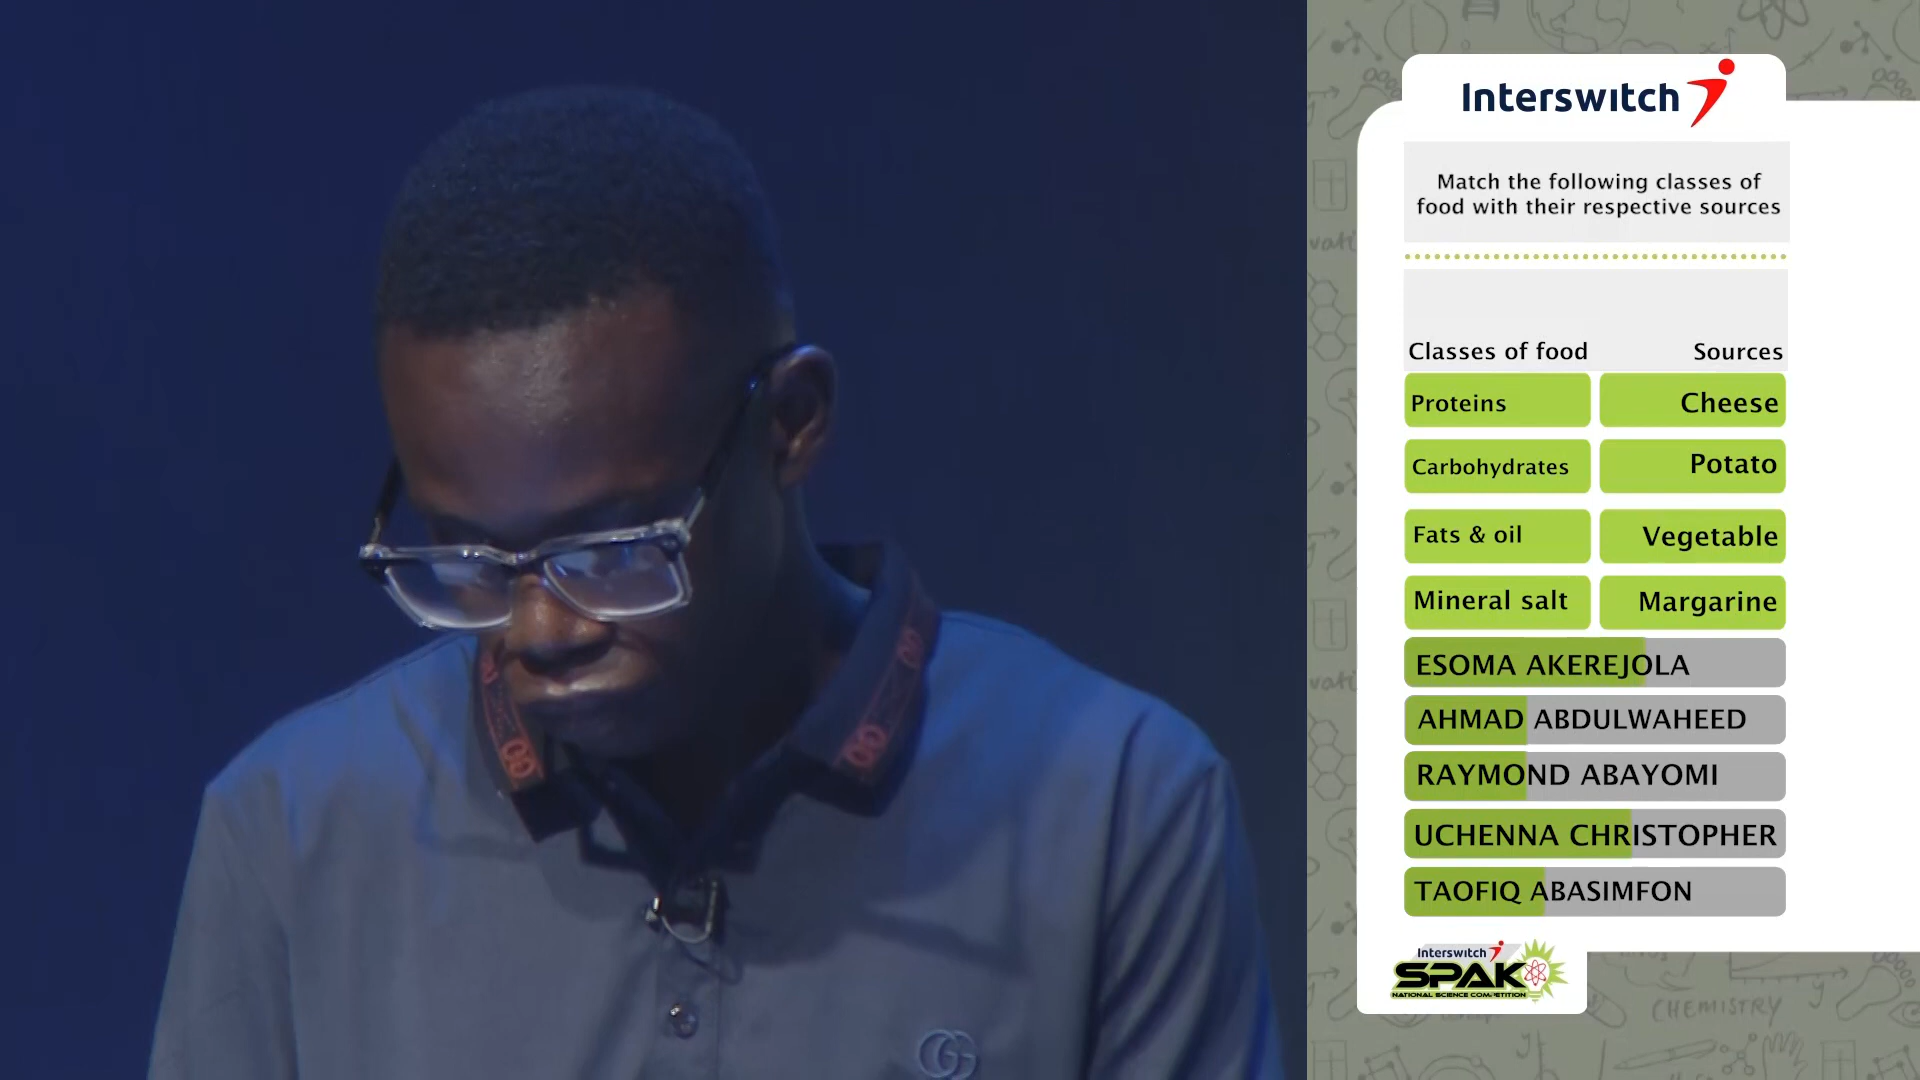 Interswitch
Match the following classes of
food with their respective sources
Classes of food Sources
Proteins Cheese
Carbohydrates Potato
Fats & oil Vegetable
Mineral salt Margarine
ESOMA AKEREJOLA
AHMAD ABDULWAHEED
RAYMOND ABAYOMI
UCHENNA CHRISTOPHER
TAOFIQ ABASIMFON
Interswitch
SPAK
NATIONAL SCIENCE COMPETITION
CHEMISTRY